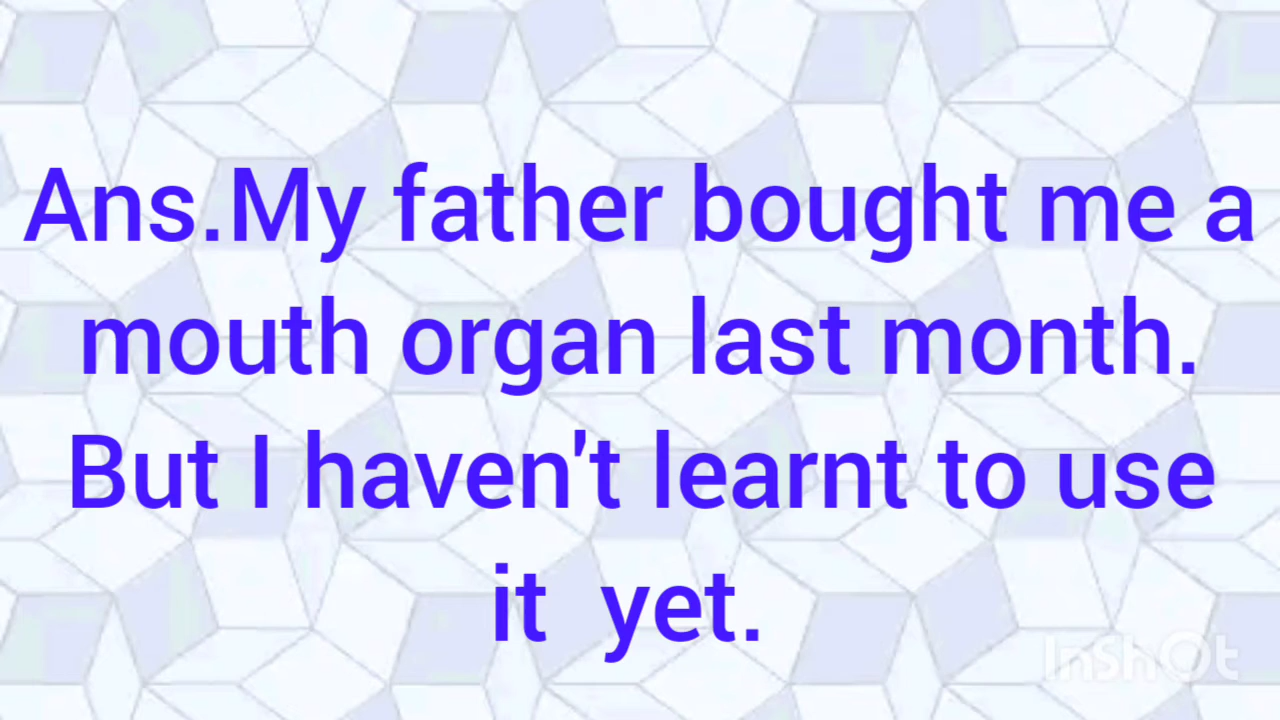 Ans.My father bought me a
mouth organ last month.
But I haven't learnt to use
it  yet.
InShOt